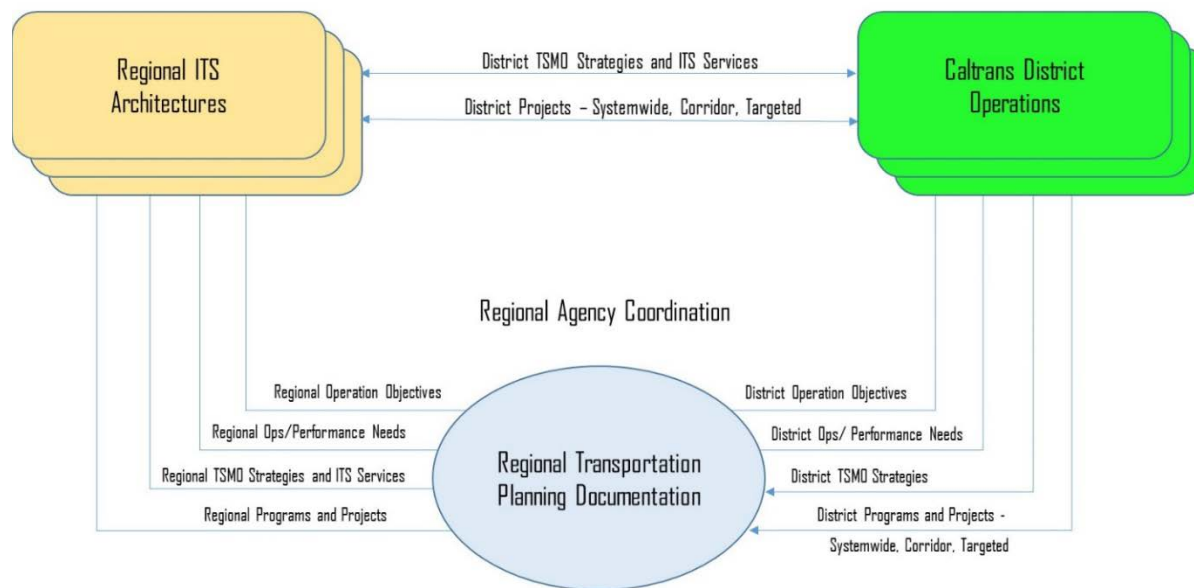 Regional ITS
Architectures
District TSMO Strategies and ITS Services
District Projects – Systemwide, Corridor, Targeted
Caltrans District
Operations
Regional Agency Coordination
Regional Operation Objectives
Regional Ops/Performance Needs
Regional TSMO Strategies and ITS Services
Regional Programs and Projects
Regional Transportation
Planning Documentation
District Operation Objectives
District Ops/ Performance Needs
District TSMO Strategies
District Programs and Projects -
Systemwide, Corridor, Targeted